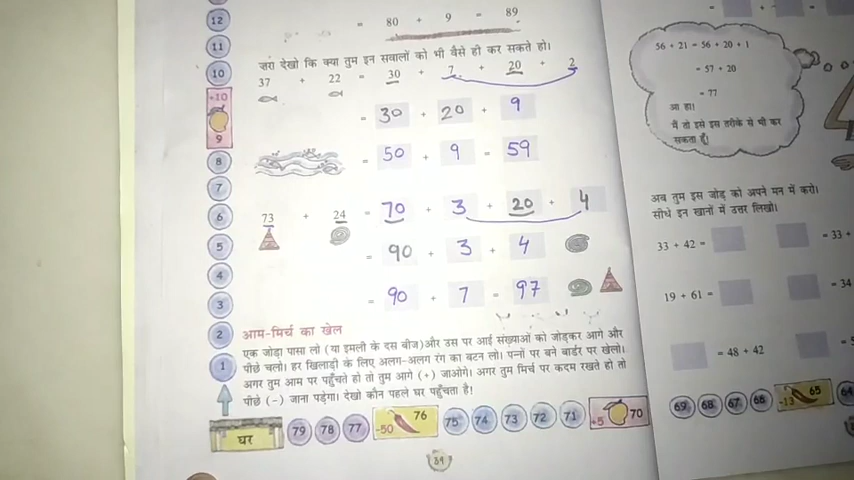 12
11
10
+10
9
8
7
6
5
4
3
2
1
= 80 + 9 = 89
ज़रा देखो कि क्या तुम इन सवालों को भी वैसे ही कर सकते हो।
37 + 22 = 30 + 7 + 20 + 2
= 30 + 20 + 9
= 50 + 9 = 59
73 + 24 = 70 + 3 + 20 + 4
= 90 + 3 + 4
= 90 + 7 = 97
आम-मिर्च का खेल
एक जोड़ा पासा लो (या इमली के दस बीज) और उस पर आई संख्याओं को जोड़कर आगे और
पीछे चलो। हर खिलाड़ी के लिए अलग-अलग रंग का बटन लो। पन्नों पर बने बार्डर पर खेलो।
अगर तुम आम पर पहुँचते हो तो तुम आगे (+) जाओगे। अगर तुम मिर्च पर कदम रखते हो तो
पीछे (−) जाना पड़ेगा। देखो कौन पहले घर पहुँचता है!
घर 79 78 77 -50 76 75 74 73 72 71 +5 70
39
56 + 21 = 56 + 20 + 1
= 57 + 20
= 77
आ हा!
मैं तो इसे इस तरीके से भी कर
सकता हूँ!
अब तुम इस जोड़ को अपने मन में करो।
सीधे इन खानों में उत्तर लिखो।
33 + 42 = = 33 +
19 + 61 = = 34
= 48 + 42 =
69 68 67 66 -13 65 64